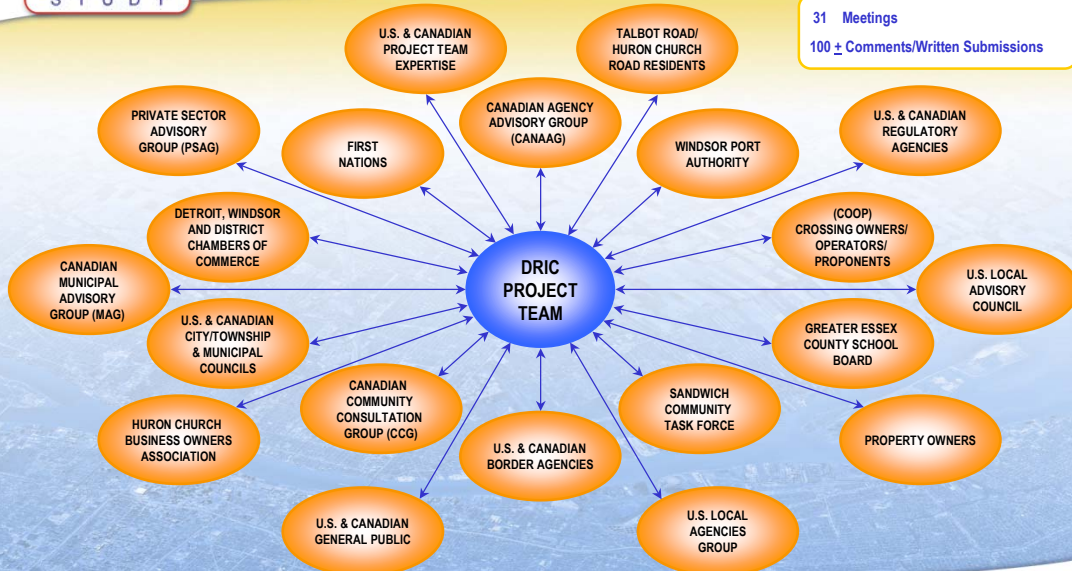 STUDY
31 Meetings
100 ± Comments/Written Submissions
U.S. & CANADIAN
PROJECT TEAM
EXPERTISE
TALBOT ROAD/
HURON CHURCH
ROAD RESIDENTS
CANADIAN AGENCY
ADVISORY GROUP
(CANAAG)
PRIVATE SECTOR
ADVISORY
GROUP (PSAG)
FIRST
NATIONS
WINDSOR PORT
AUTHORITY
U.S. & CANADIAN
REGULATORY
AGENCIES
DETROIT, WINDSOR
AND DISTRICT
CHAMBERS OF
COMMERCE
(COOP)
CROSSING OWNERS/
OPERATORS/
PROPONENTS
CANADIAN
MUNICIPAL
ADVISORY
GROUP (MAG)
DRIC
PROJECT
TEAM
U.S. LOCAL
ADVISORY
COUNCIL
U.S. & CANADIAN
CITY/TOWNSHIP
& MUNICIPAL
COUNCILS
GREATER ESSEX
COUNTY SCHOOL
BOARD
CANADIAN
COMMUNITY
CONSULTATION
GROUP (CCG)
SANDWICH
COMMUNITY
TASK FORCE
HURON CHURCH
BUSINESS OWNERS
ASSOCIATION
U.S. & CANADIAN
BORDER AGENCIES
PROPERTY OWNERS
U.S. & CANADIAN
GENERAL PUBLIC
U.S. LOCAL
AGENCIES
GROUP